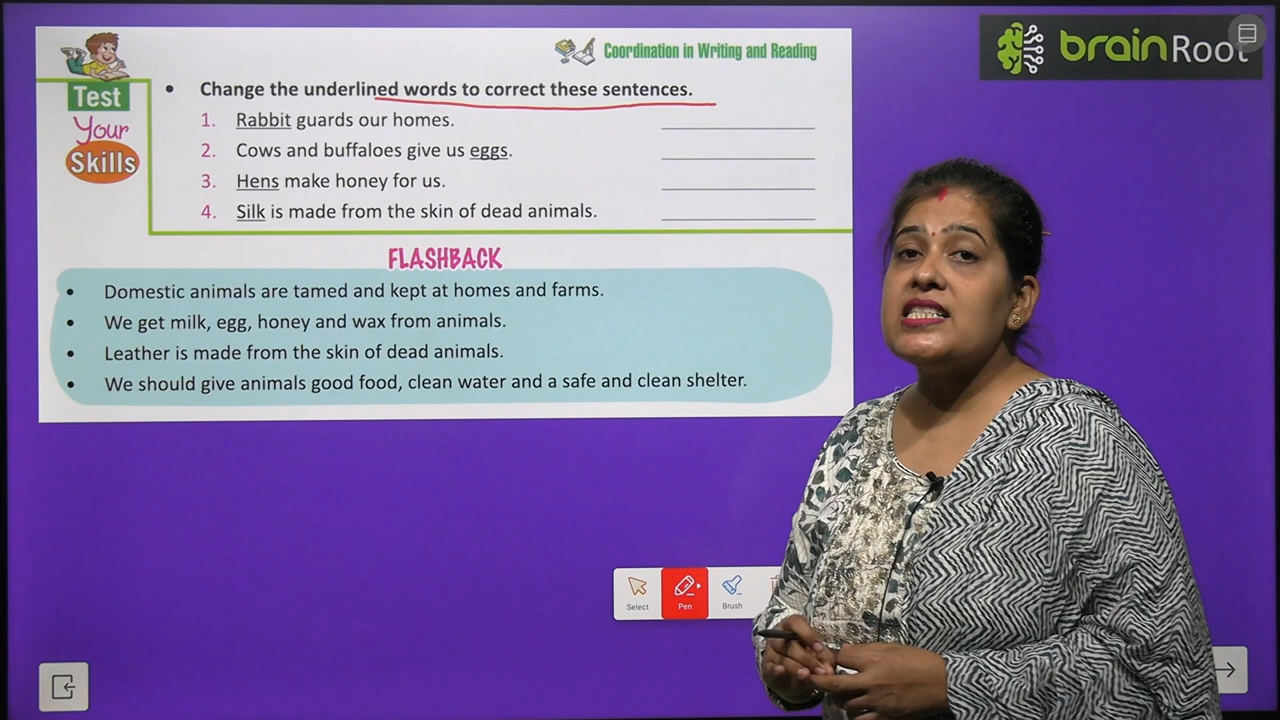 Coordination in Writing and Reading
brainRoot
Test
Your
Skills
• Change the underlined words to correct these sentences.
1. Rabbit guards our homes.
2. Cows and buffaloes give us eggs.
3. Hens make honey for us.
4. Silk is made from the skin of dead animals.
FLASHBACK
• Domestic animals are tamed and kept at homes and farms.
• We get milk, egg, honey and wax from animals.
• Leather is made from the skin of dead animals.
• We should give animals good food, clean water and a safe and clean shelter.
Select
Pen
Brush